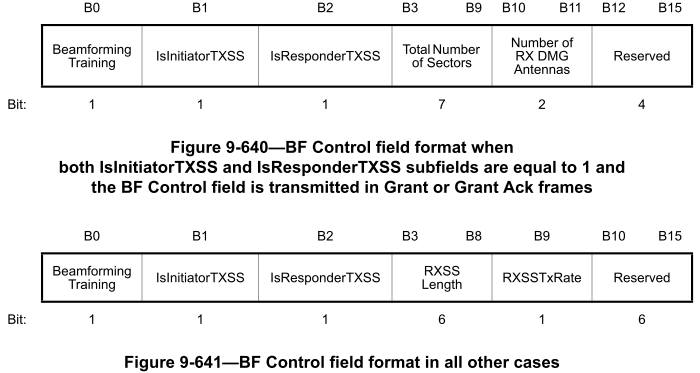 B0 B1 B2 B3 B9 B10 B11 B12 B15
Beamforming Training IsInitiatorTXSS IsResponderTXSS Total Number of Sectors Number of RX DMG Antennas Reserved
Bit: 1 1 1 7 2 4
Figure 9-640—BF Control field format when
both IsInitiatorTXSS and IsResponderTXSS subfields are equal to 1 and
the BF Control field is transmitted in Grant or Grant Ack frames
B0 B1 B2 B3 B8 B9 B10 B15
Beamforming Training IsInitiatorTXSS IsResponderTXSS RXSS Length RXSSTxRate Reserved
Bit: 1 1 1 6 1 6
Figure 9-641—BF Control field format in all other cases